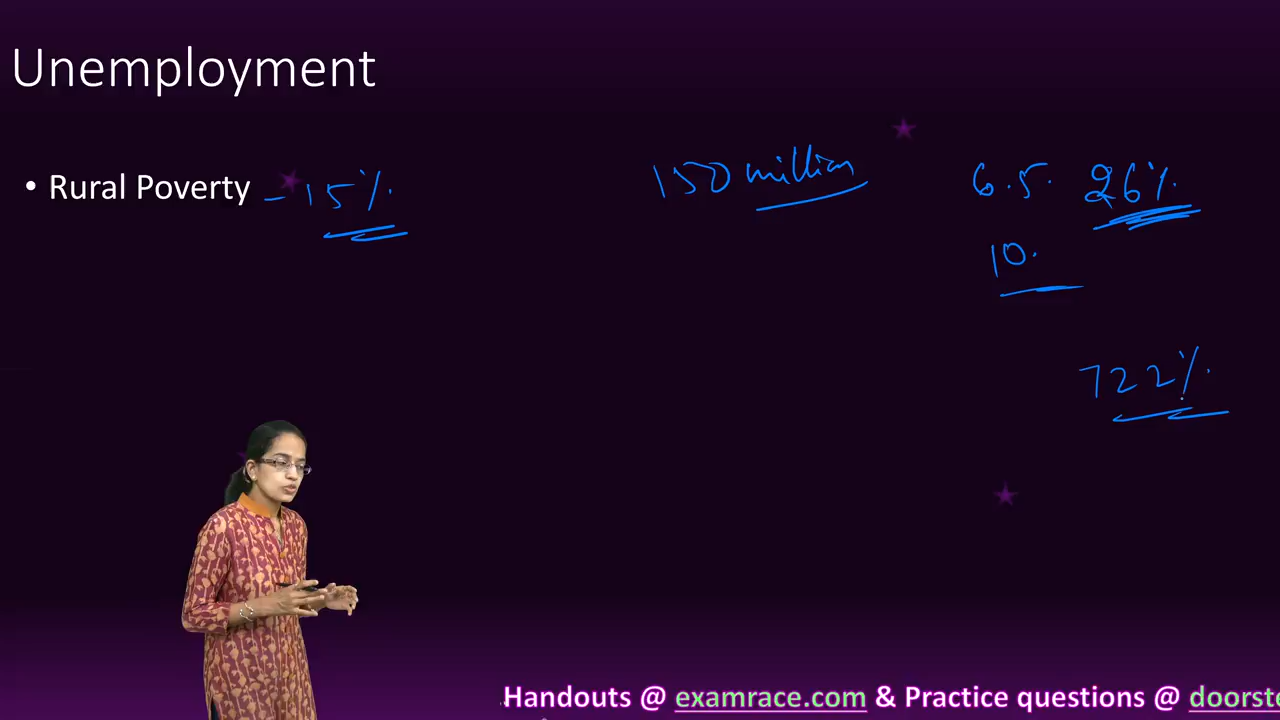 Unemployment
• Rural Poverty - 15%
150 million
6.5. 26%
10.
722%
Handouts @ examrace.com & Practice questions @ doorst